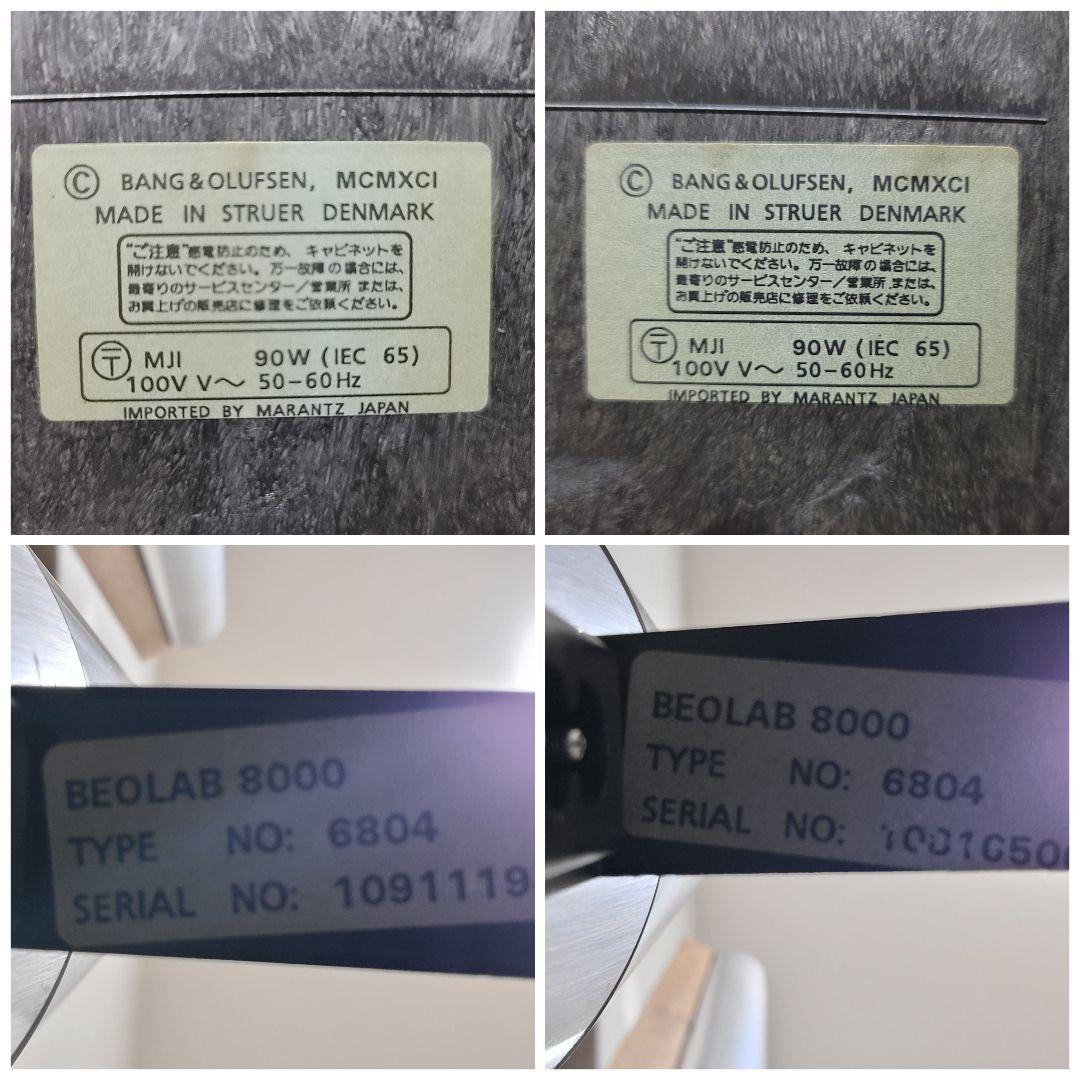 © BANG & OLUFSEN, MCMXCI
MADE IN STRUER DENMARK
"ご注意" 感電防止のため、キャビネットを
開けないでください。万一故障の場合には、
最寄りのサービスセンター/営業所 または、
お買上げの販売店に修理をご依頼ください。
〒 MJI 90W (IEC 65)
100V V~ 50-60Hz
IMPORTED BY MARANTZ JAPAN
© BANG & OLUFSEN, MCMXCI
MADE IN STRUER DENMARK
"ご注意" 感電防止のため、キャビネットを
開けないでください。万一故障の場合には、
最寄りのサービスセンター/営業所 または、
お買上げの販売店に修理をご依頼ください。
〒 MJI 90W (IEC 65)
100V V~ 50-60Hz
IMPORTED BY MARANTZ JAPAN
BEOLAB 8000
TYPE NO: 6804
SERIAL NO: 1091119
BEOLAB 8000
TYPE NO: 6804
SERIAL NO: